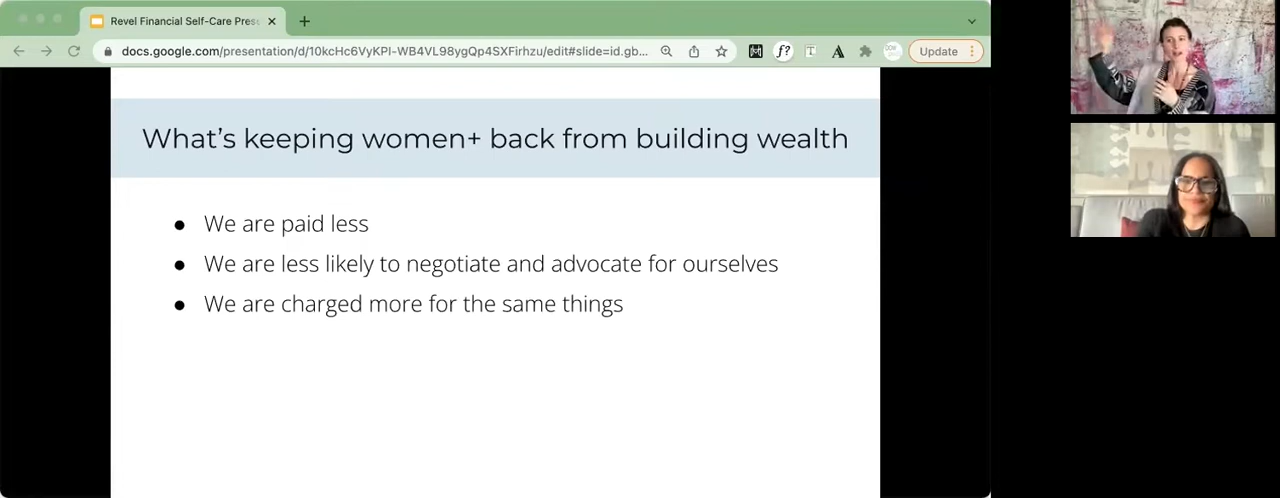 Revel Financial Self-Care Pres
docs.google.com/presentation/d/10kcHc6VyKPI-WB4VL98ygQp4SXFirhzu/edit#slide=id.gb...
f?
T
A
Update
What's keeping women+ back from building wealth
● We are paid less
● We are less likely to negotiate and advocate for ourselves
● We are charged more for the same things